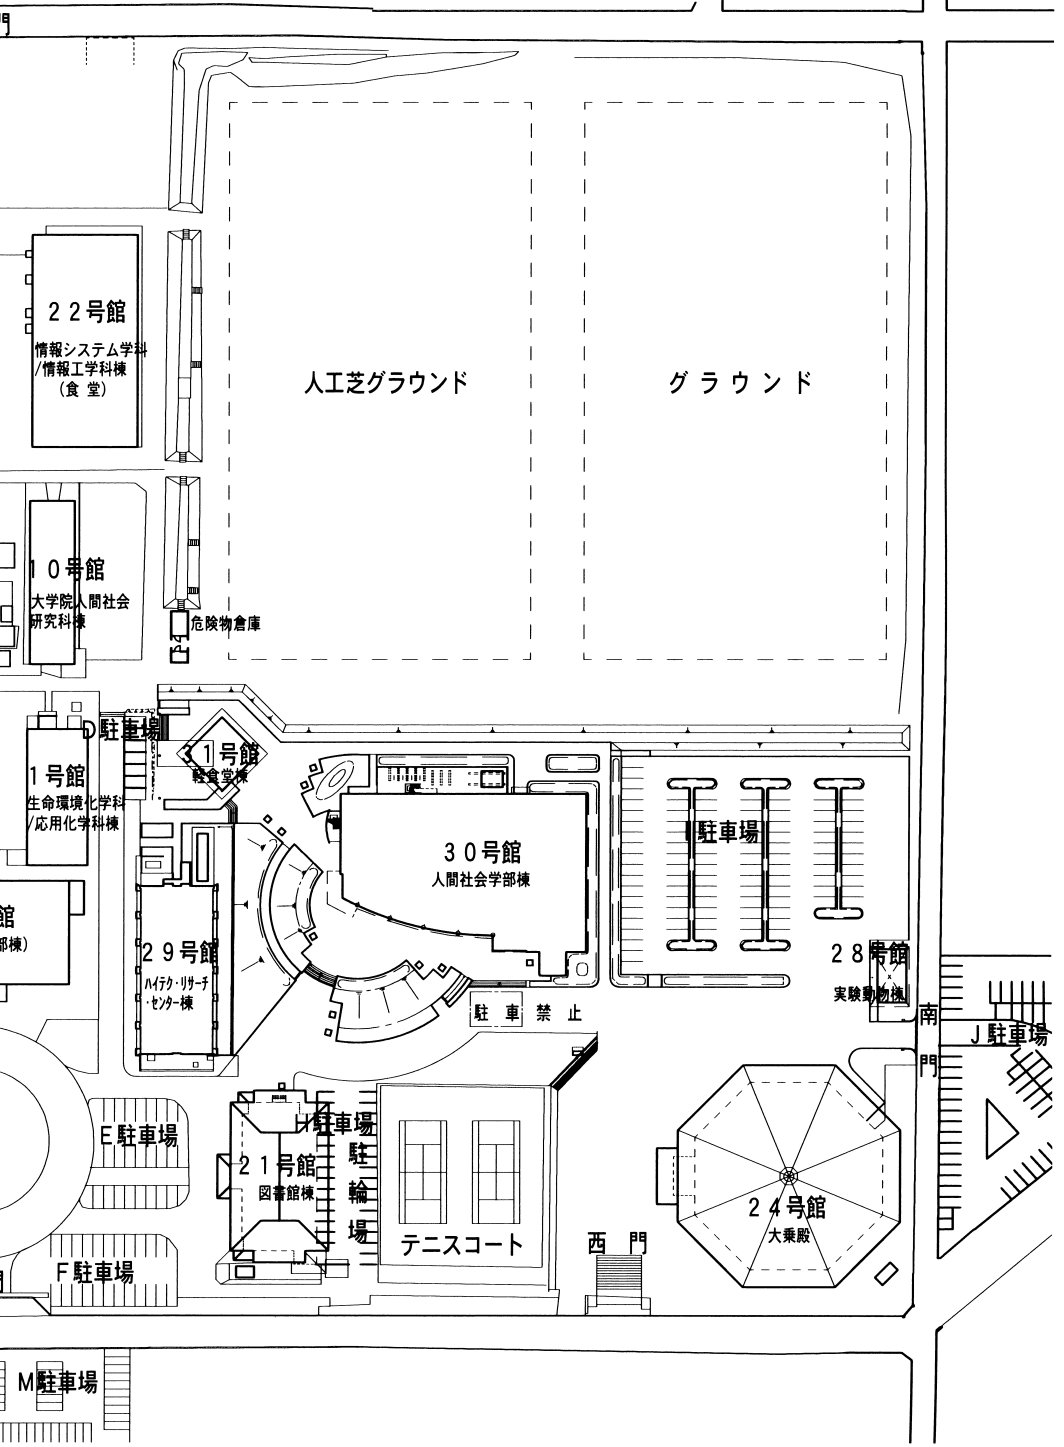 門
２２号館
情報システム学科
/情報工学科棟
(食 堂)
人工芝グラウンド
グラウンド
１０号館
大学院人間社会
研究科棟
危険物倉庫
D駐車場
３１号館
軽食堂棟
1号館
生命環境化学科
/応用化学科棟
３０号館
人間社会学部棟
I駐車場
館
部棟)
２９号館
ハイテク・リサーチ
・センター棟
２８号館
実験動物棟
駐車禁止
南門
J駐車場
E駐車場
H駐車場
駐輪場
２１号館
図書館棟
テニスコート
西門
２４号館
大乗殿
F駐車場
門
M駐車場